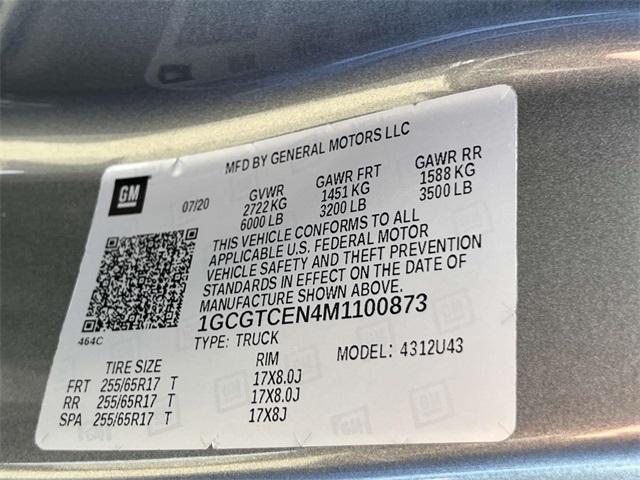 MFD BY GENERAL MOTORS LLC
GM
07/20
GVWR GAWR FRT GAWR RR
2722 KG 1451 KG 1588 KG
6000 LB 3200 LB 3500 LB
THIS VEHICLE CONFORMS TO ALL
APPLICABLE U.S. FEDERAL MOTOR
VEHICLE SAFETY AND THEFT PREVENTION
STANDARDS IN EFFECT ON THE DATE OF
MANUFACTURE SHOWN ABOVE.
1GCGTCEN4M1100873
464C
TYPE: TRUCK MODEL: 4312U43
TIRE SIZE RIM
FRT 255/65R17 T 17X8.0J
RR 255/65R17 T 17X8.0J
SPA 255/65R17 T 17X8J